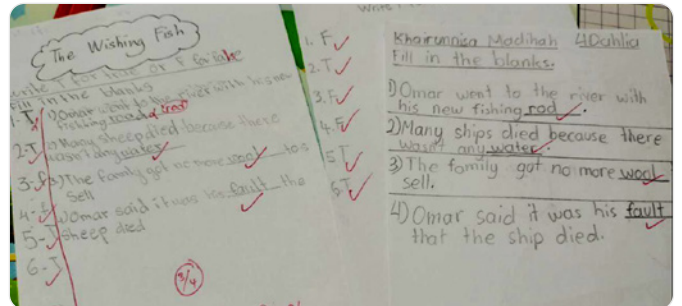 The Wishing Fish
Write T for true or F for false
Fill in the blanks
1-T
1) Omar went to the river with his new
fishing rod
2-T
2) Many sheep died because there
wasn't any water
3-F
3) The family got no more wool to
Sell
4-F
4) Omar said it was his fault the
5-T
Sheep died
6-T
3/4
Write
1. F
2. T
3. F
4. F
5 T
6 T
Khairunnisa Madihah 4Dahlia
Fill in the blanks:
1) Omar went to the river with
his new fishing rod.
2) Many ships died because there
wasn't any water.
3) The family got no more wool
sell.
4) Omar said it was his fault
that the ship died.